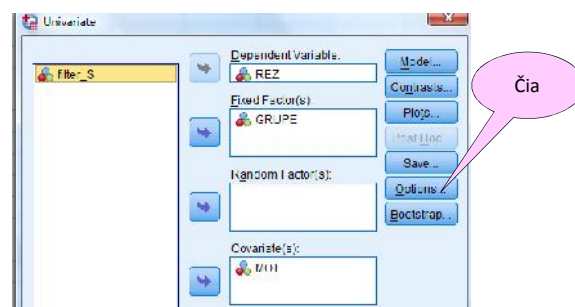 Univariate
filter_S
Dependent Variable:
REZ
Fixed Factor(s)
GRUPE
Random Factor(s):
Covariate(s):
MOT
Model...
Contrasts...
Plots...
Post Hoc
Save...
Options...
Bootstrap...
Čia